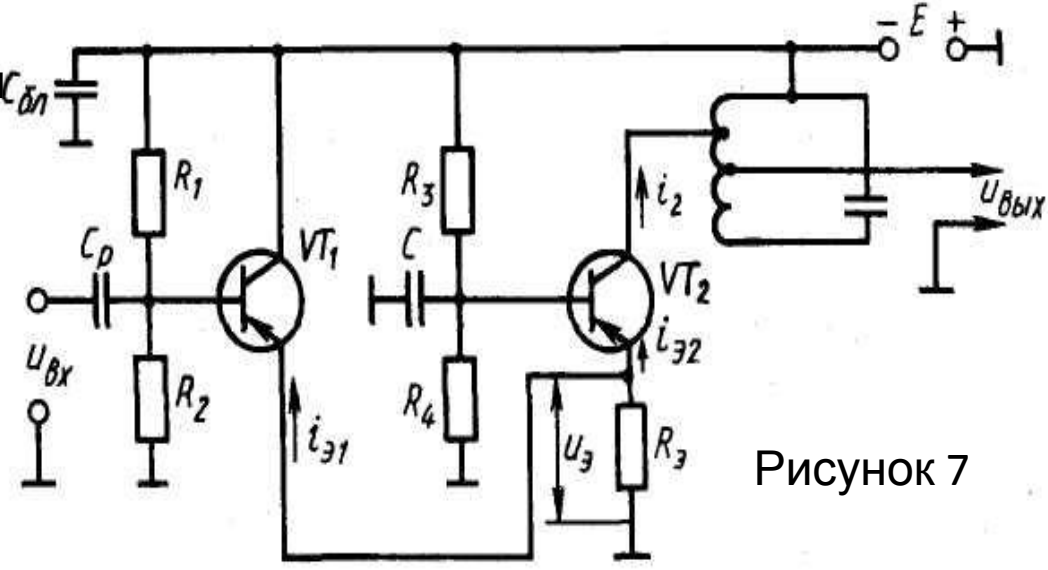 − E +
Cбл
R₁
R₃
i₂
uвых
Cр
VT₁
C
VT₂
uвх
R₂
iэ1
R₄
iэ2
uэ
Rэ
Рисунок 7